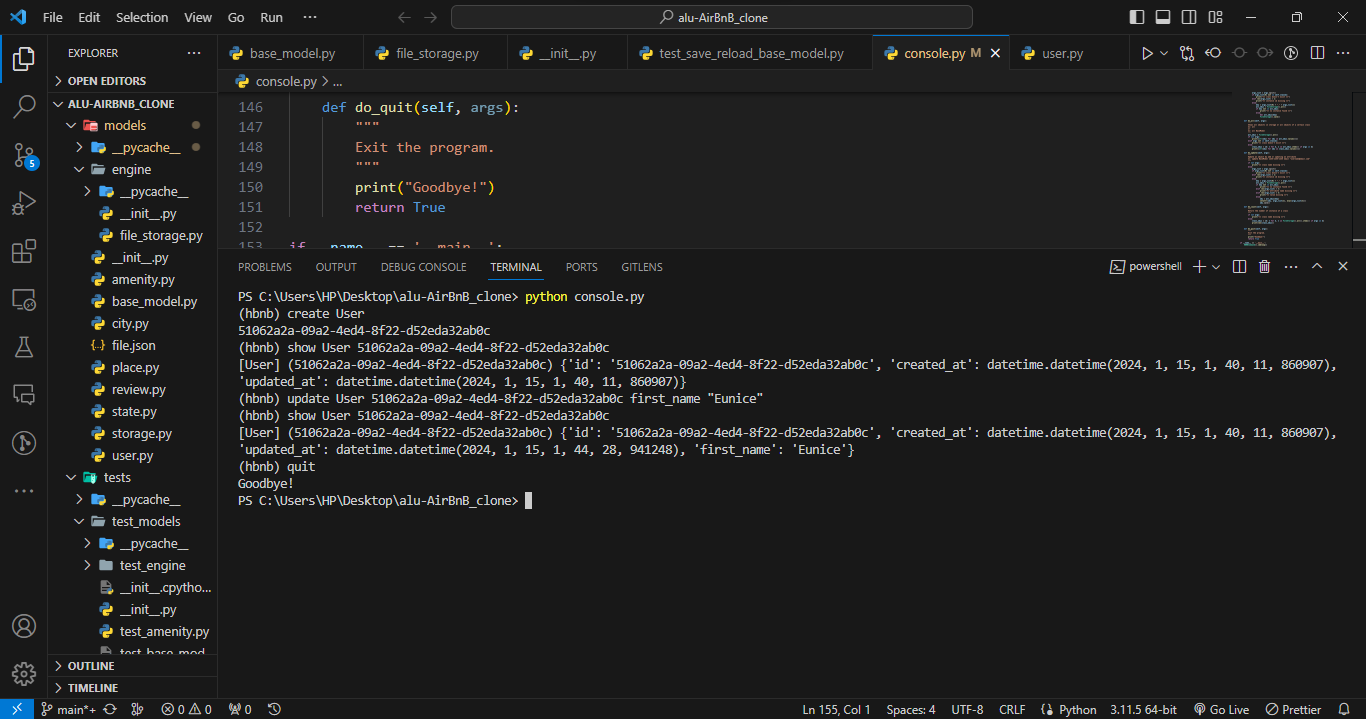 File Edit Selection View Go Run ··· alu-AirBnB_clone
EXPLORER ···
OPEN EDITORS
ALU-AIRBNB_CLONE
models
__pycache__
engine
__pycache__
__init__.py
file_storage.py
__init__.py
amenity.py
base_model.py
city.py
file.json
place.py
review.py
state.py
storage.py
user.py
tests
__pycache__
test_models
__pycache__
test_engine
__init__.cpytho...
__init__.py
test_amenity.py
test_base_mod
OUTLINE
TIMELINE
5
base_model.py file_storage.py __init__.py test_save_reload_base_model.py console.py M user.py
console.py > ...
146 def do_quit(self, args):
147 """
148 Exit the program.
149 """
150 print("Goodbye!")
151 return True
152
153 if __name__ == '__main__':
PROBLEMS OUTPUT DEBUG CONSOLE TERMINAL PORTS GITLENS powershell
PS C:\Users\HP\Desktop\alu-AirBnB_clone> python console.py
(hbnb) create User
51062a2a-09a2-4ed4-8f22-d52eda32ab0c
(hbnb) show User 51062a2a-09a2-4ed4-8f22-d52eda32ab0c
[User] (51062a2a-09a2-4ed4-8f22-d52eda32ab0c) {'id': '51062a2a-09a2-4ed4-8f22-d52eda32ab0c', 'created_at': datetime.datetime(2024, 1, 15, 1, 40, 11, 860907),
'updated_at': datetime.datetime(2024, 1, 15, 1, 40, 11, 860907)}
(hbnb) update User 51062a2a-09a2-4ed4-8f22-d52eda32ab0c first_name "Eunice"
(hbnb) show User 51062a2a-09a2-4ed4-8f22-d52eda32ab0c
[User] (51062a2a-09a2-4ed4-8f22-d52eda32ab0c) {'id': '51062a2a-09a2-4ed4-8f22-d52eda32ab0c', 'created_at': datetime.datetime(2024, 1, 15, 1, 40, 11, 860907),
'updated_at': datetime.datetime(2024, 1, 15, 1, 44, 28, 941248), 'first_name': 'Eunice'}
(hbnb) quit
Goodbye!
PS C:\Users\HP\Desktop\alu-AirBnB_clone>
main*+ 0 0 0 Ln 155, Col 1 Spaces: 4 UTF-8 CRLF Python 3.11.5 64-bit Go Live Prettier